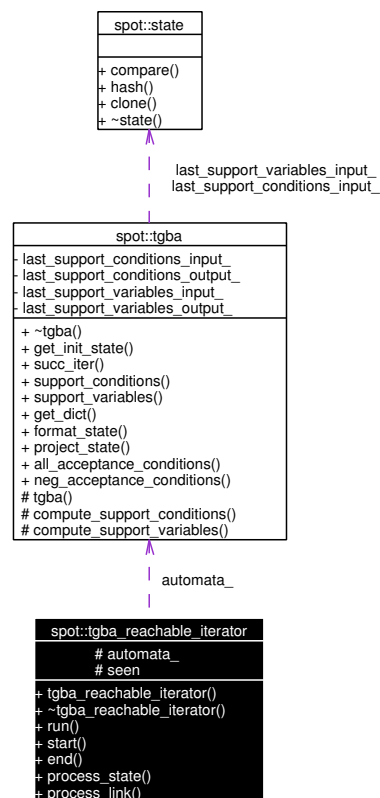 spot::state
+ compare()
+ hash()
+ clone()
+ ~state()
last_support_variables_input_
last_support_conditions_input_
spot::tgba
- last_support_conditions_input_
- last_support_conditions_output_
- last_support_variables_input_
- last_support_variables_output_
+ ~tgba()
+ get_init_state()
+ succ_iter()
+ support_conditions()
+ support_variables()
+ get_dict()
+ format_state()
+ project_state()
+ all_acceptance_conditions()
+ neg_acceptance_conditions()
# tgba()
# compute_support_conditions()
# compute_support_variables()
automata_
spot::tgba_reachable_iterator
# automata_
# seen
+ tgba_reachable_iterator()
+ ~tgba_reachable_iterator()
+ run()
+ start()
+ end()
+ process_state()
+ process_link()